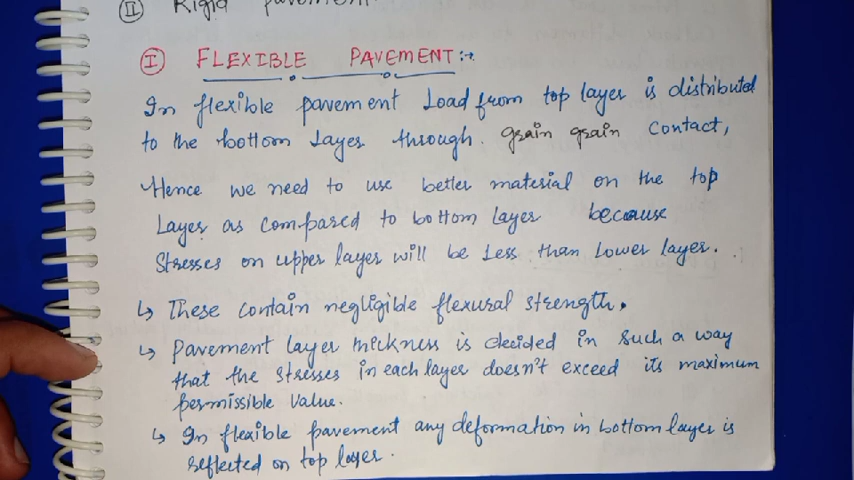 II Rigid pavement.
I FLEXIBLE PAVEMENT :→
In flexible pavement Load from top layer is distributed
to the bottom Layer through. grain grain contact,
Hence we need to use better material on the top
Layer. as compared to bottom Layer because
Stresses on upper layer will be Less than Lower layer.
↳ These contain negligible flexural strength.
↳ Pavement layer thickness is decided in such a way
that the stresses in each layer doesn't exceed its maximum
permissible value.
↳ In flexible pavement any deformation in bottom layer is
reflected on top layer.